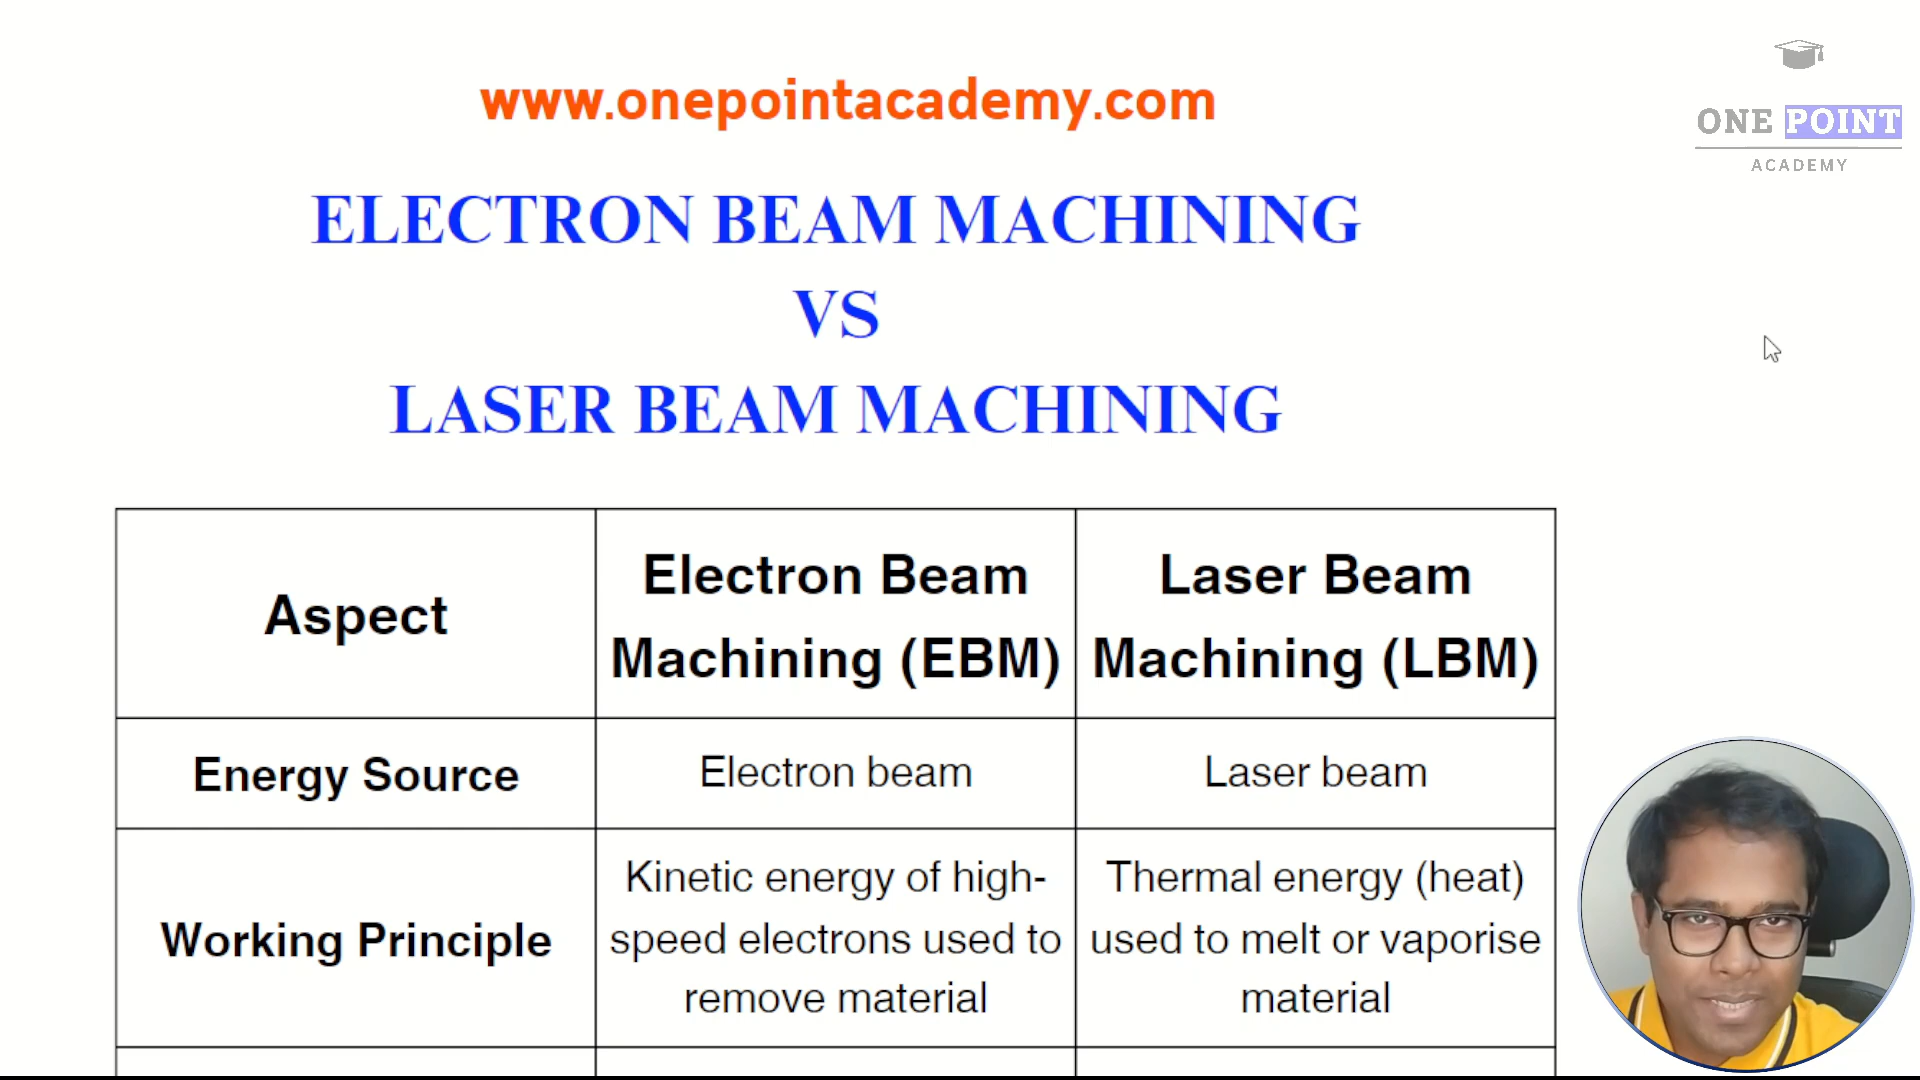 www.onepointacademy.com
ONE POINT
ACADEMY
ELECTRON BEAM MACHINING
VS
LASER BEAM MACHINING
Aspect
Electron Beam
Machining (EBM)
Laser Beam
Machining (LBM)
Energy Source
Electron beam
Laser beam
Working Principle
Kinetic energy of high-
speed electrons used to
remove material
Thermal energy (heat)
used to melt or vaporise
material